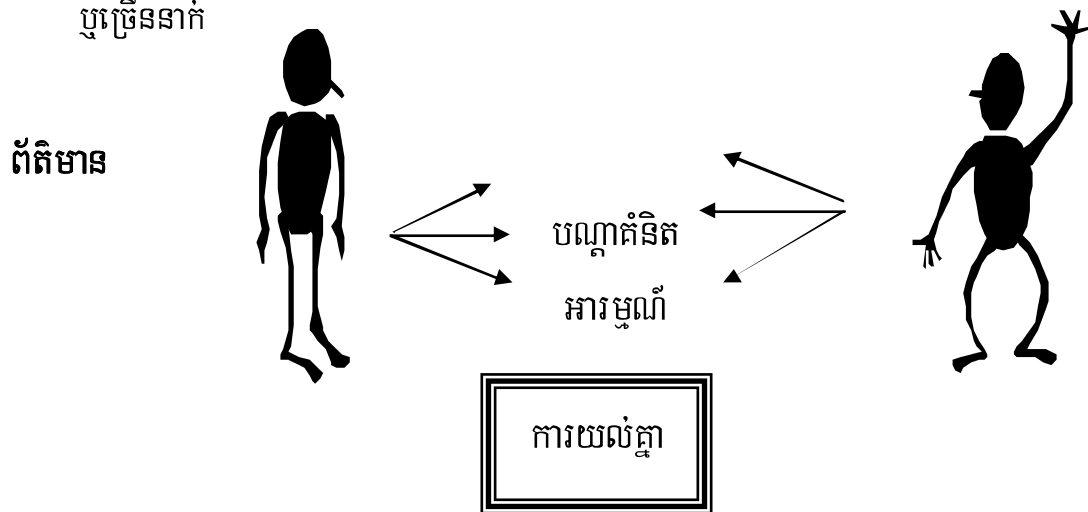 ឬច្រើននាក់
ព័ត៌មាន
បណ្តាគំនិត
អារម្មណ៍
ការយល់គ្នា